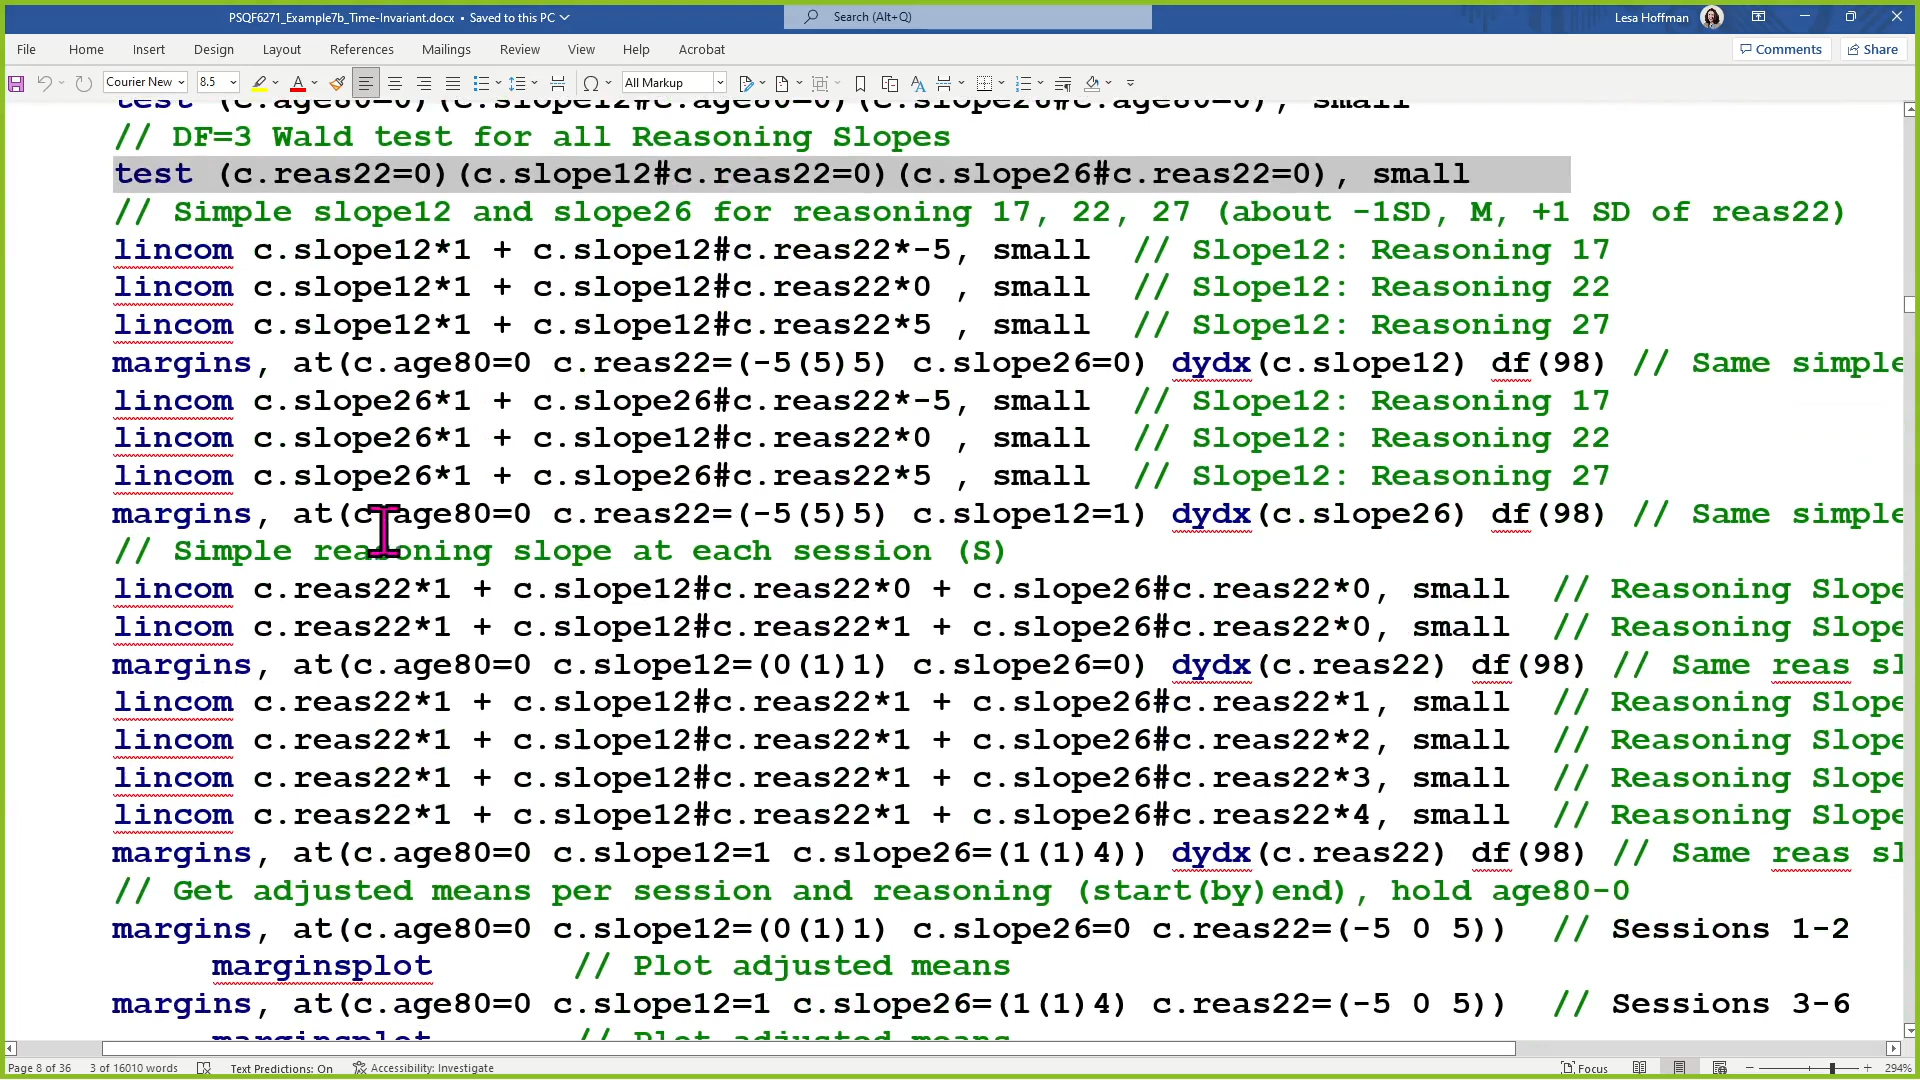 PSQF6271_Example7b_Time-Invariant.docx • Saved to this PC
Search (Alt+Q)
Lesa Hoffman
File Home Insert Design Layout References Mailings Review View Help Acrobat
Comments Share
Courier New 8.5 All Markup
test (c.age80=0)(c.slope12#c.age80=0)(c.slope26#c.age80=0), small
// DF=3 Wald test for all Reasoning Slopes
test (c.reas22=0)(c.slope12#c.reas22=0)(c.slope26#c.reas22=0), small
// Simple slope12 and slope26 for reasoning 17, 22, 27 (about -1SD, M, +1 SD of reas22)
lincom c.slope12*1 + c.slope12#c.reas22*-5, small // Slope12: Reasoning 17
lincom c.slope12*1 + c.slope12#c.reas22*0 , small // Slope12: Reasoning 22
lincom c.slope12*1 + c.slope12#c.reas22*5 , small // Slope12: Reasoning 27
margins, at(c.age80=0 c.reas22=(-5(5)5) c.slope26=0) dydx(c.slope12) df(98) // Same simple
lincom c.slope26*1 + c.slope26#c.reas22*-5, small // Slope12: Reasoning 17
lincom c.slope26*1 + c.slope12#c.reas22*0 , small // Slope12: Reasoning 22
lincom c.slope26*1 + c.slope26#c.reas22*5 , small // Slope12: Reasoning 27
margins, at(c.age80=0 c.reas22=(-5(5)5) c.slope12=1) dydx(c.slope26) df(98) // Same simple
// Simple reasoning slope at each session (S)
lincom c.reas22*1 + c.slope12#c.reas22*0 + c.slope26#c.reas22*0, small // Reasoning Slope
lincom c.reas22*1 + c.slope12#c.reas22*1 + c.slope26#c.reas22*0, small // Reasoning Slope
margins, at(c.age80=0 c.slope12=(0(1)1) c.slope26=0) dydx(c.reas22) df(98) // Same reas sl
lincom c.reas22*1 + c.slope12#c.reas22*1 + c.slope26#c.reas22*1, small // Reasoning Slope
lincom c.reas22*1 + c.slope12#c.reas22*1 + c.slope26#c.reas22*2, small // Reasoning Slope
lincom c.reas22*1 + c.slope12#c.reas22*1 + c.slope26#c.reas22*3, small // Reasoning Slope
lincom c.reas22*1 + c.slope12#c.reas22*1 + c.slope26#c.reas22*4, small // Reasoning Slope
margins, at(c.age80=0 c.slope12=1 c.slope26=(1(1)4)) dydx(c.reas22) df(98) // Same reas sl
// Get adjusted means per session and reasoning (start(by)end), hold age80-0
margins, at(c.age80=0 c.slope12=(0(1)1) c.slope26=0 c.reas22=(-5 0 5)) // Sessions 1-2
marginsplot // Plot adjusted means
margins, at(c.age80=0 c.slope12=1 c.slope26=(1(1)4) c.reas22=(-5 0 5)) // Sessions 3-6
marginsplot // Plot adjusted means
Page 8 of 36 3 of 16010 words Text Predictions: On Accessibility: Investigate Focus 294%